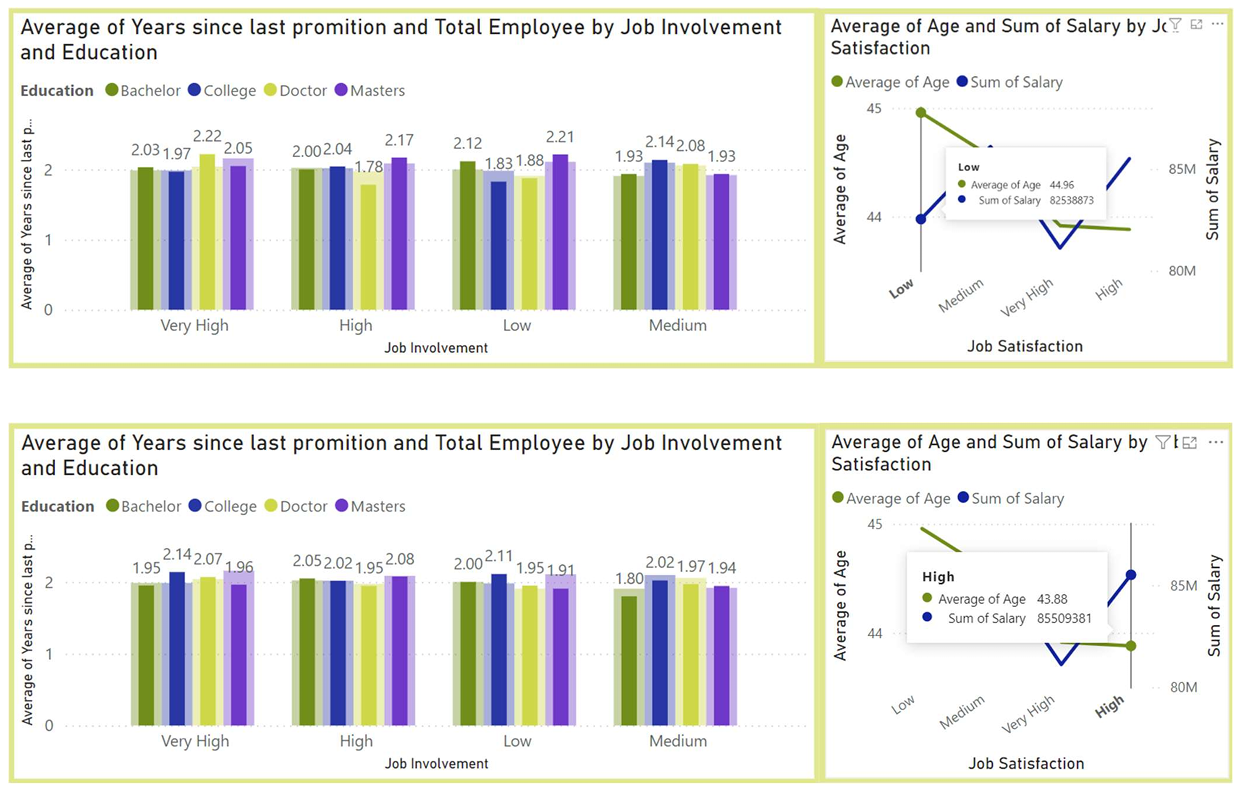 Average of Years since last promition and Total Employee by Job Involvement
and Education
Education Bachelor College Doctor Masters
Average of Years since last p...
2
1
0
2.03 1.97 2.22 2.05
2.00 2.04 1.78 2.17
2.12 1.83 1.88 2.21
1.93 2.14 2.08 1.93
Very High High Low Medium
Job Involvement
Average of Age and Sum of Salary by Jo
Satisfaction
Average of Age Sum of Salary
Average of Age
45
44
Low
Average of Age 44.96
Sum of Salary 82538873
85M
80M
Sum of Salary
Low Medium Very High High
Job Satisfaction
Average of Years since last promition and Total Employee by Job Involvement
and Education
Education Bachelor College Doctor Masters
Average of Years since last p...
2
1
0
1.95 2.14 2.07 1.96
2.05 2.02 1.95 2.08
2.00 2.11 1.95 1.91
1.80 2.02 1.97 1.94
Very High High Low Medium
Job Involvement
Average of Age and Sum of Salary by
Satisfaction
Average of Age Sum of Salary
Average of Age
45
44
High
Average of Age 43.88
Sum of Salary 85509381
85M
80M
Sum of Salary
Low Medium Very High High
Job Satisfaction